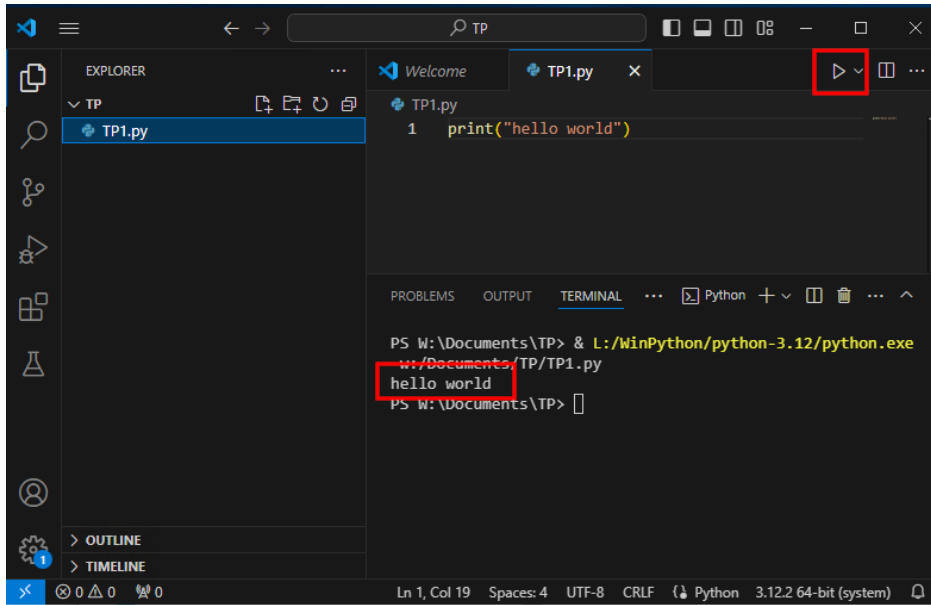 TP
EXPLORER
TP
TP1.py
Welcome
TP1.py
TP1.py
1 print("hello world")
PROBLEMS OUTPUT TERMINAL ··· Python
PS W:\Documents\TP> & L:/WinPython/python-3.12/python.exe
w:/Documents/TP/TP1.py
hello world
PS W:\Documents\TP>
OUTLINE
TIMELINE
1
0 0 0 Ln 1, Col 19 Spaces: 4 UTF-8 CRLF Python 3.12.2 64-bit (system)